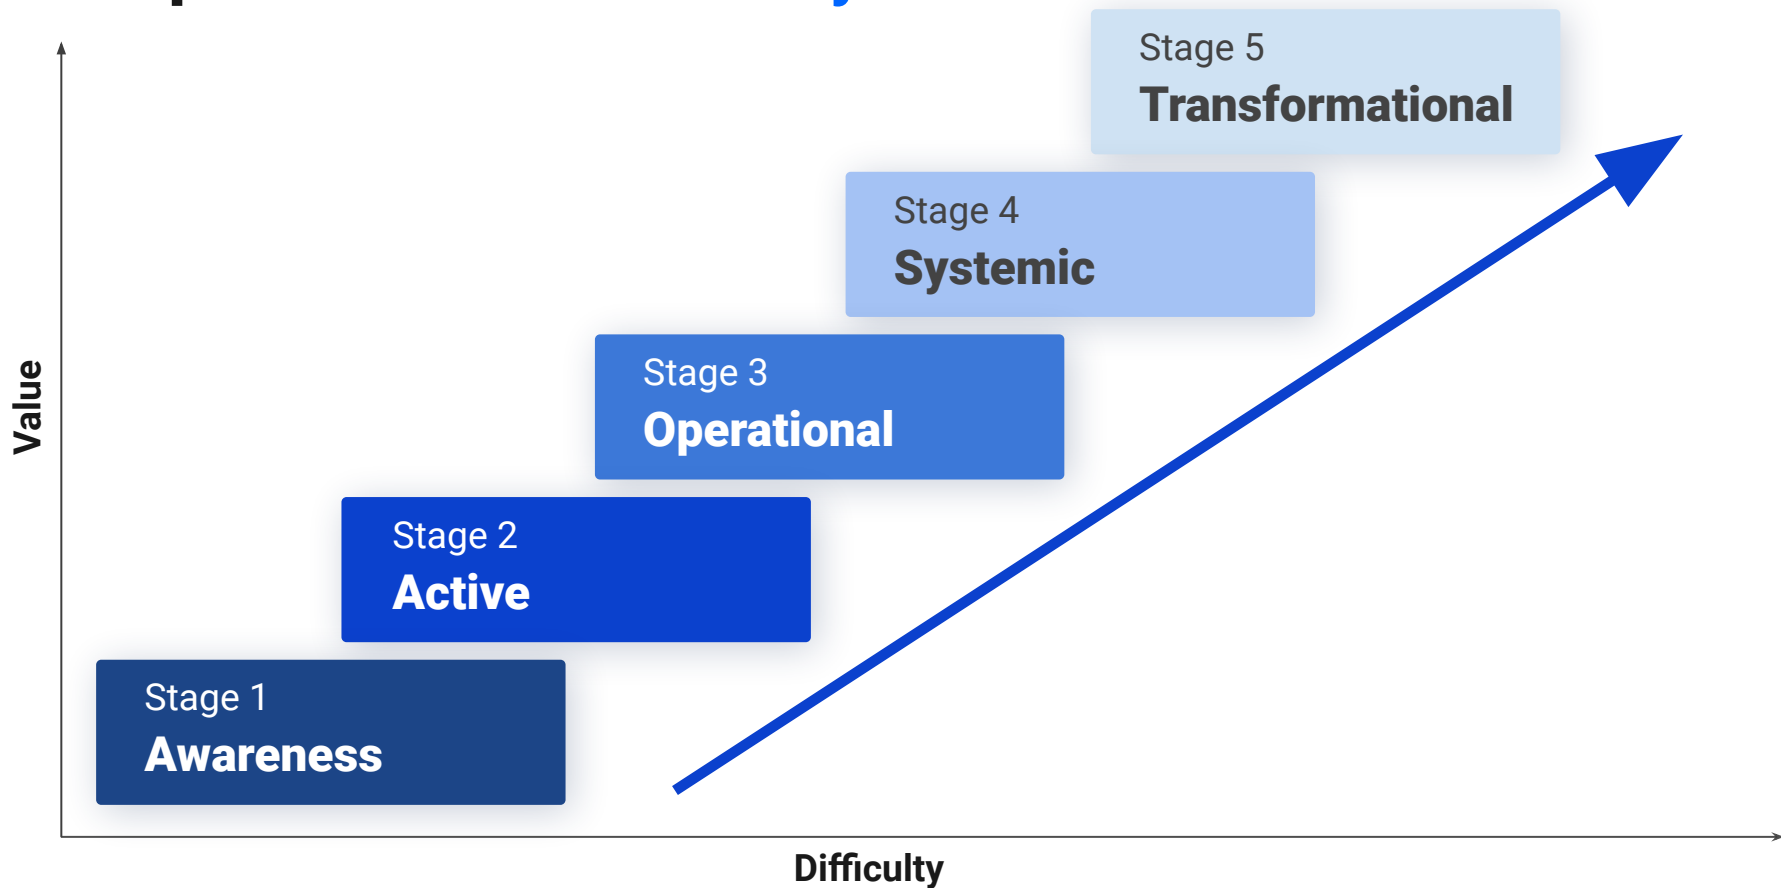 Stage 5
Transformational
Stage 4
Systemic
Stage 3
Operational
Stage 2
Active
Stage 1
Awareness
Value
Difficulty